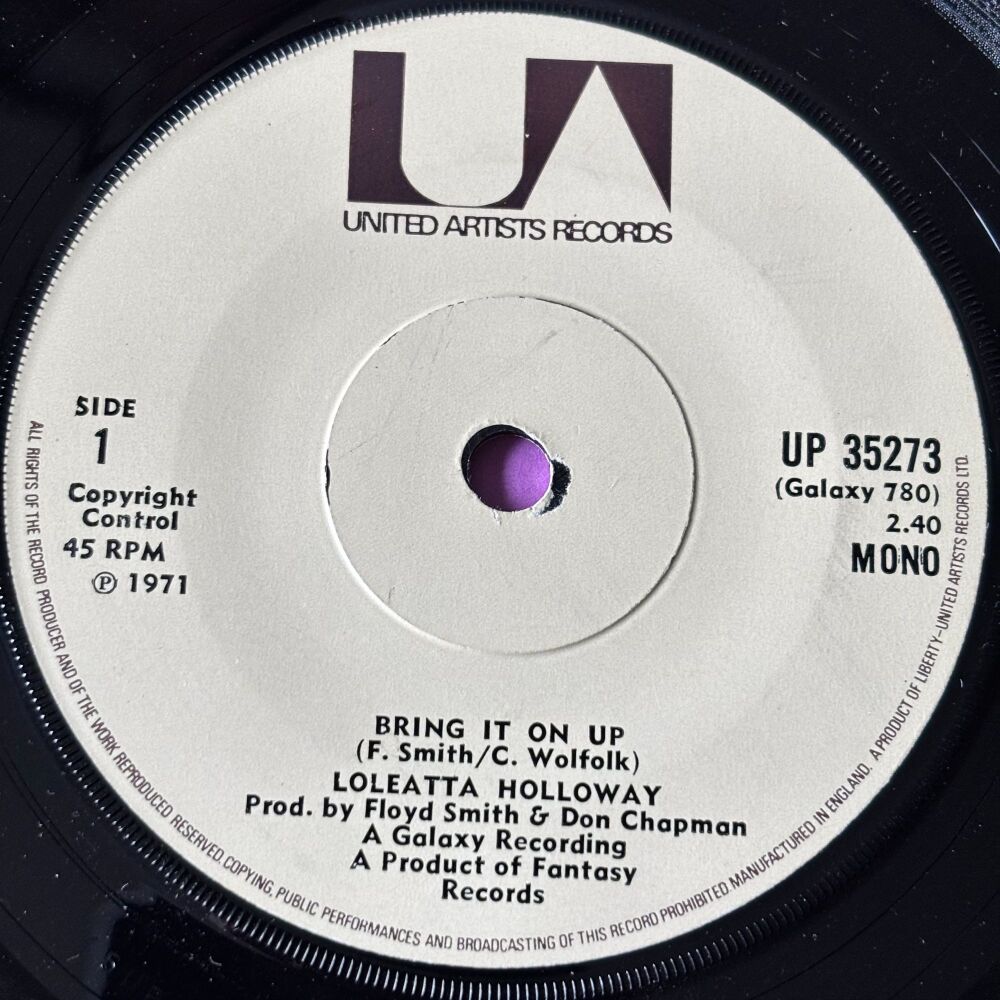 UA
UNITED ARTISTS RECORDS
SIDE
1
Copyright
Control
45 RPM
Ⓟ 1971
UP 35273
(Galaxy 780)
2.40
MONO
BRING IT ON UP
(F. Smith/C. Wolfolk)
LOLEATTA HOLLOWAY
Prod. by Floyd Smith & Don Chapman
A Galaxy Recording
A Product of Fantasy
Records
ALL RIGHTS OF THE RECORD PRODUCER AND OF THE WORK REPRODUCED RESERVED. COPYING, PUBLIC PERFORMANCES AND BROADCASTING OF THIS RECORD PROHIBITED. MANUFACTURED IN ENGLAND. A PRODUCT OF LIBERTY-UNITED ARTISTS RECORDS LTD.